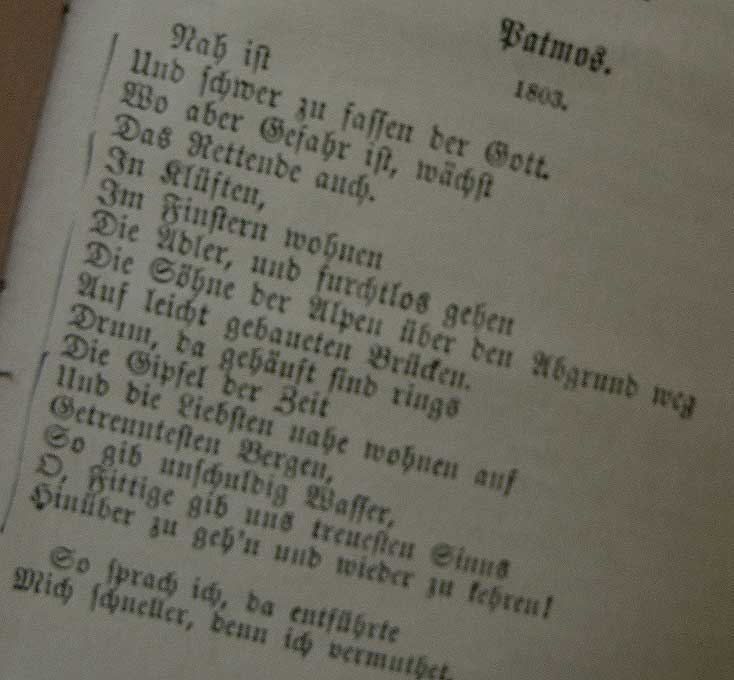 Patmos.
1803.
Nah ist
Und schwer zu fassen der Gott.
Wo aber Gefahr ist, wächst
Das Rettende auch.
In Klüften,
Im Finstern wohnen
Die Adler, und furchtlos gehen
Die Söhne der Alpen über den Abgrund weg
Auf leicht gebaueten Brücken.
Drum, da gehäuft sind rings
Die Gipfel der Zeit
Und die Liebsten nahe wohnen auf
Getrenntesten Bergen,
So gib unschuldig Wasser,
O, Fittige gib uns treuesten Sinns
Hinüber zu geh'n und wieder zu kehren!
So sprach ich, da entführte
Mich schneller, denn ich vermuthet,